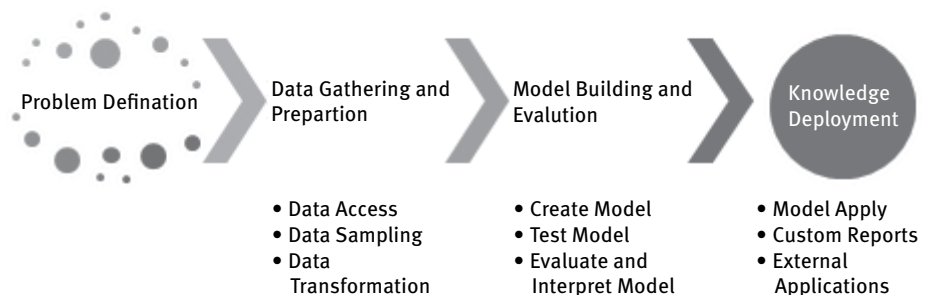 Problem Defination
Data Gathering and
Prepartion
Model Building and
Evalution
Knowledge
Deployment
• Data Access
• Data Sampling
• Data
Transformation
• Create Model
• Test Model
• Evaluate and
Interpret Model
• Model Apply
• Custom Reports
• External
Applications